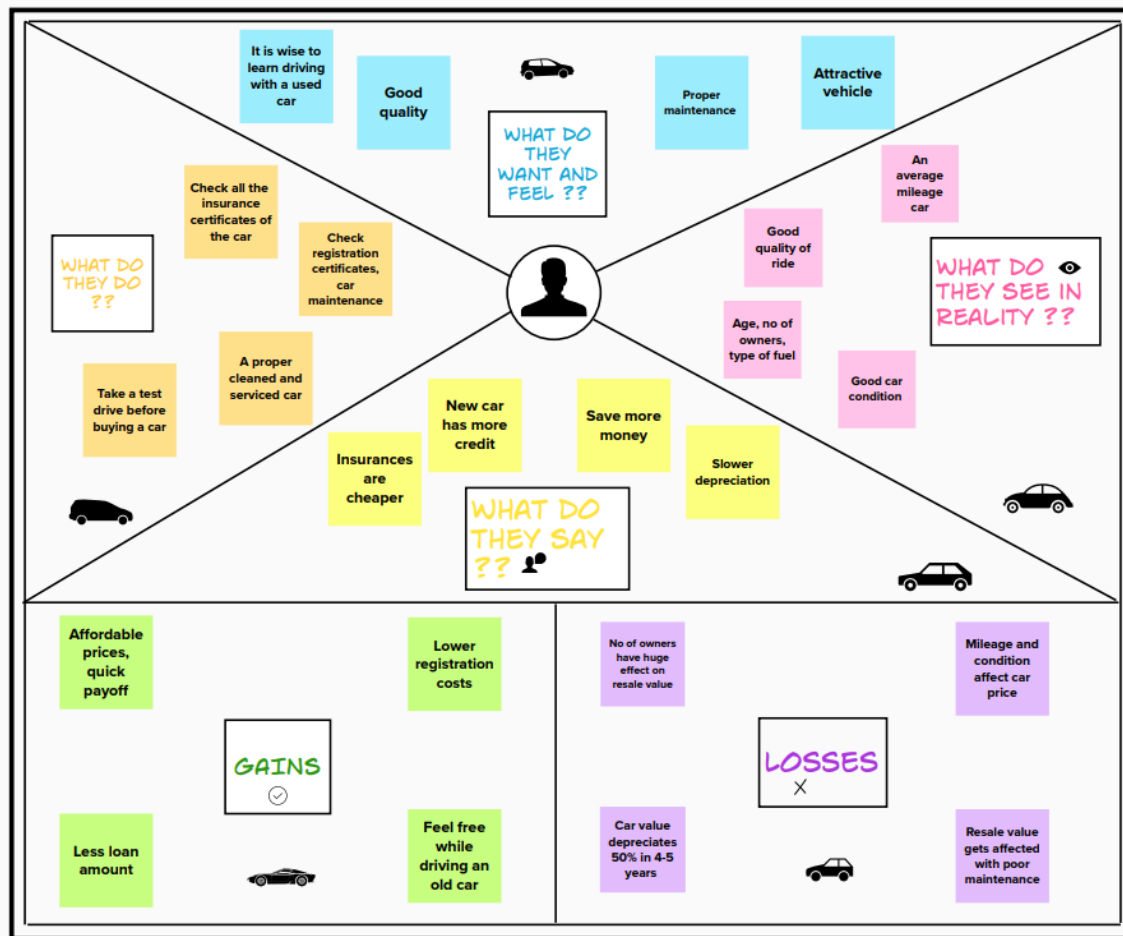 It is wise to
learn driving
with a used
car
Good
quality
WHAT DO
THEY
WANT AND
FEEL ??
Proper
maintenance
Attractive
vehicle
Check all the
insurance
certificates of
the car
Check
registration
certificates,
car
maintenance
WHAT DO
THEY DO
??
Take a test
drive before
buying a car
A proper
cleaned and
serviced car
An
average
mileage
car
Good
quality of
ride
WHAT DO
THEY SEE IN
REALITY ??
Age, no of
owners,
type of fuel
Good car
condition
Insurances
are
cheaper
New car
has more
credit
Save more
money
Slower
depreciation
WHAT DO
THEY SAY
??
Affordable
prices,
quick
payoff
Lower
registration
costs
GAINS
Less loan
amount
Feel free
while
driving an
old car
No of owners
have huge
effect on
resale value
Mileage and
condition
affect car
price
LOSSES
Car value
depreciates
50% in 4-5
years
Resale value
gets affected
with poor
maintenance